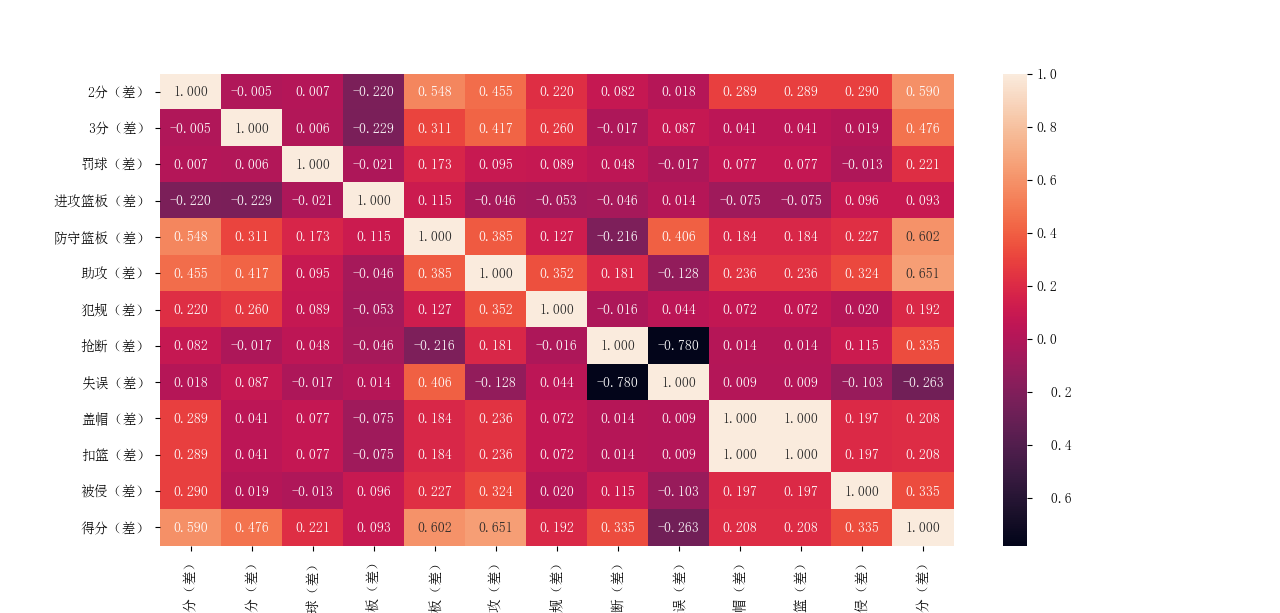 2分（差） 1.000 -0.005 0.007 -0.220 0.548 0.455 0.220 0.082 0.018 0.289 0.289 0.290 0.590
3分（差） -0.005 1.000 0.006 -0.229 0.311 0.417 0.260 -0.017 0.087 0.041 0.041 0.019 0.476
罚球（差） 0.007 0.006 1.000 -0.021 0.173 0.095 0.089 0.048 -0.017 0.077 0.077 -0.013 0.221
进攻篮板（差） -0.220 -0.229 -0.021 1.000 0.115 -0.046 -0.053 -0.046 0.014 -0.075 -0.075 0.096 0.093
防守篮板（差） 0.548 0.311 0.173 0.115 1.000 0.385 0.127 -0.216 0.406 0.184 0.184 0.227 0.602
助攻（差） 0.455 0.417 0.095 -0.046 0.385 1.000 0.352 0.181 -0.128 0.236 0.236 0.324 0.651
犯规（差） 0.220 0.260 0.089 -0.053 0.127 0.352 1.000 -0.016 0.044 0.072 0.072 0.020 0.192
抢断（差） 0.082 -0.017 0.048 -0.046 -0.216 0.181 -0.016 1.000 -0.780 0.014 0.014 0.115 0.335
失误（差） 0.018 0.087 -0.017 0.014 0.406 -0.128 0.044 -0.780 1.000 0.009 0.009 -0.103 -0.263
盖帽（差） 0.289 0.041 0.077 -0.075 0.184 0.236 0.072 0.014 0.009 1.000 1.000 0.197 0.208
扣篮（差） 0.289 0.041 0.077 -0.075 0.184 0.236 0.072 0.014 0.009 1.000 1.000 0.197 0.208
被侵（差） 0.290 0.019 -0.013 0.096 0.227 0.324 0.020 0.115 -0.103 0.197 0.197 1.000 0.335
得分（差） 0.590 0.476 0.221 0.093 0.602 0.651 0.192 0.335 -0.263 0.208 0.208 0.335 1.000
分（差）
分（差）
球（差）
板（差）
板（差）
攻（差）
规（差）
断（差）
误（差）
帽（差）
篮（差）
侵（差）
分（差）
1.0
0.8
0.6
0.4
0.2
0.0
0.2
0.4
0.6